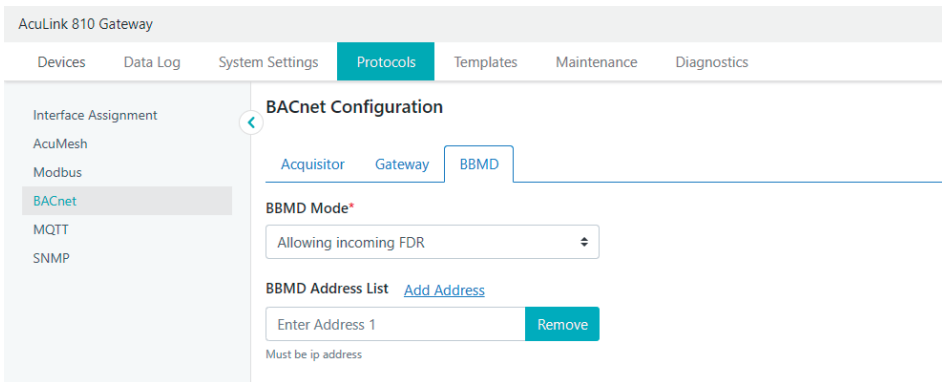 AcuLink 810 Gateway
Devices Data Log System Settings Protocols Templates Maintenance Diagnostics
Interface Assignment
AcuMesh
Modbus
BACnet
MQTT
SNMP
BACnet Configuration
Acquisitor Gateway BBMD
BBMD Mode*
Allowing incoming FDR
BBMD Address List Add Address
Enter Address 1 Remove
Must be ip address